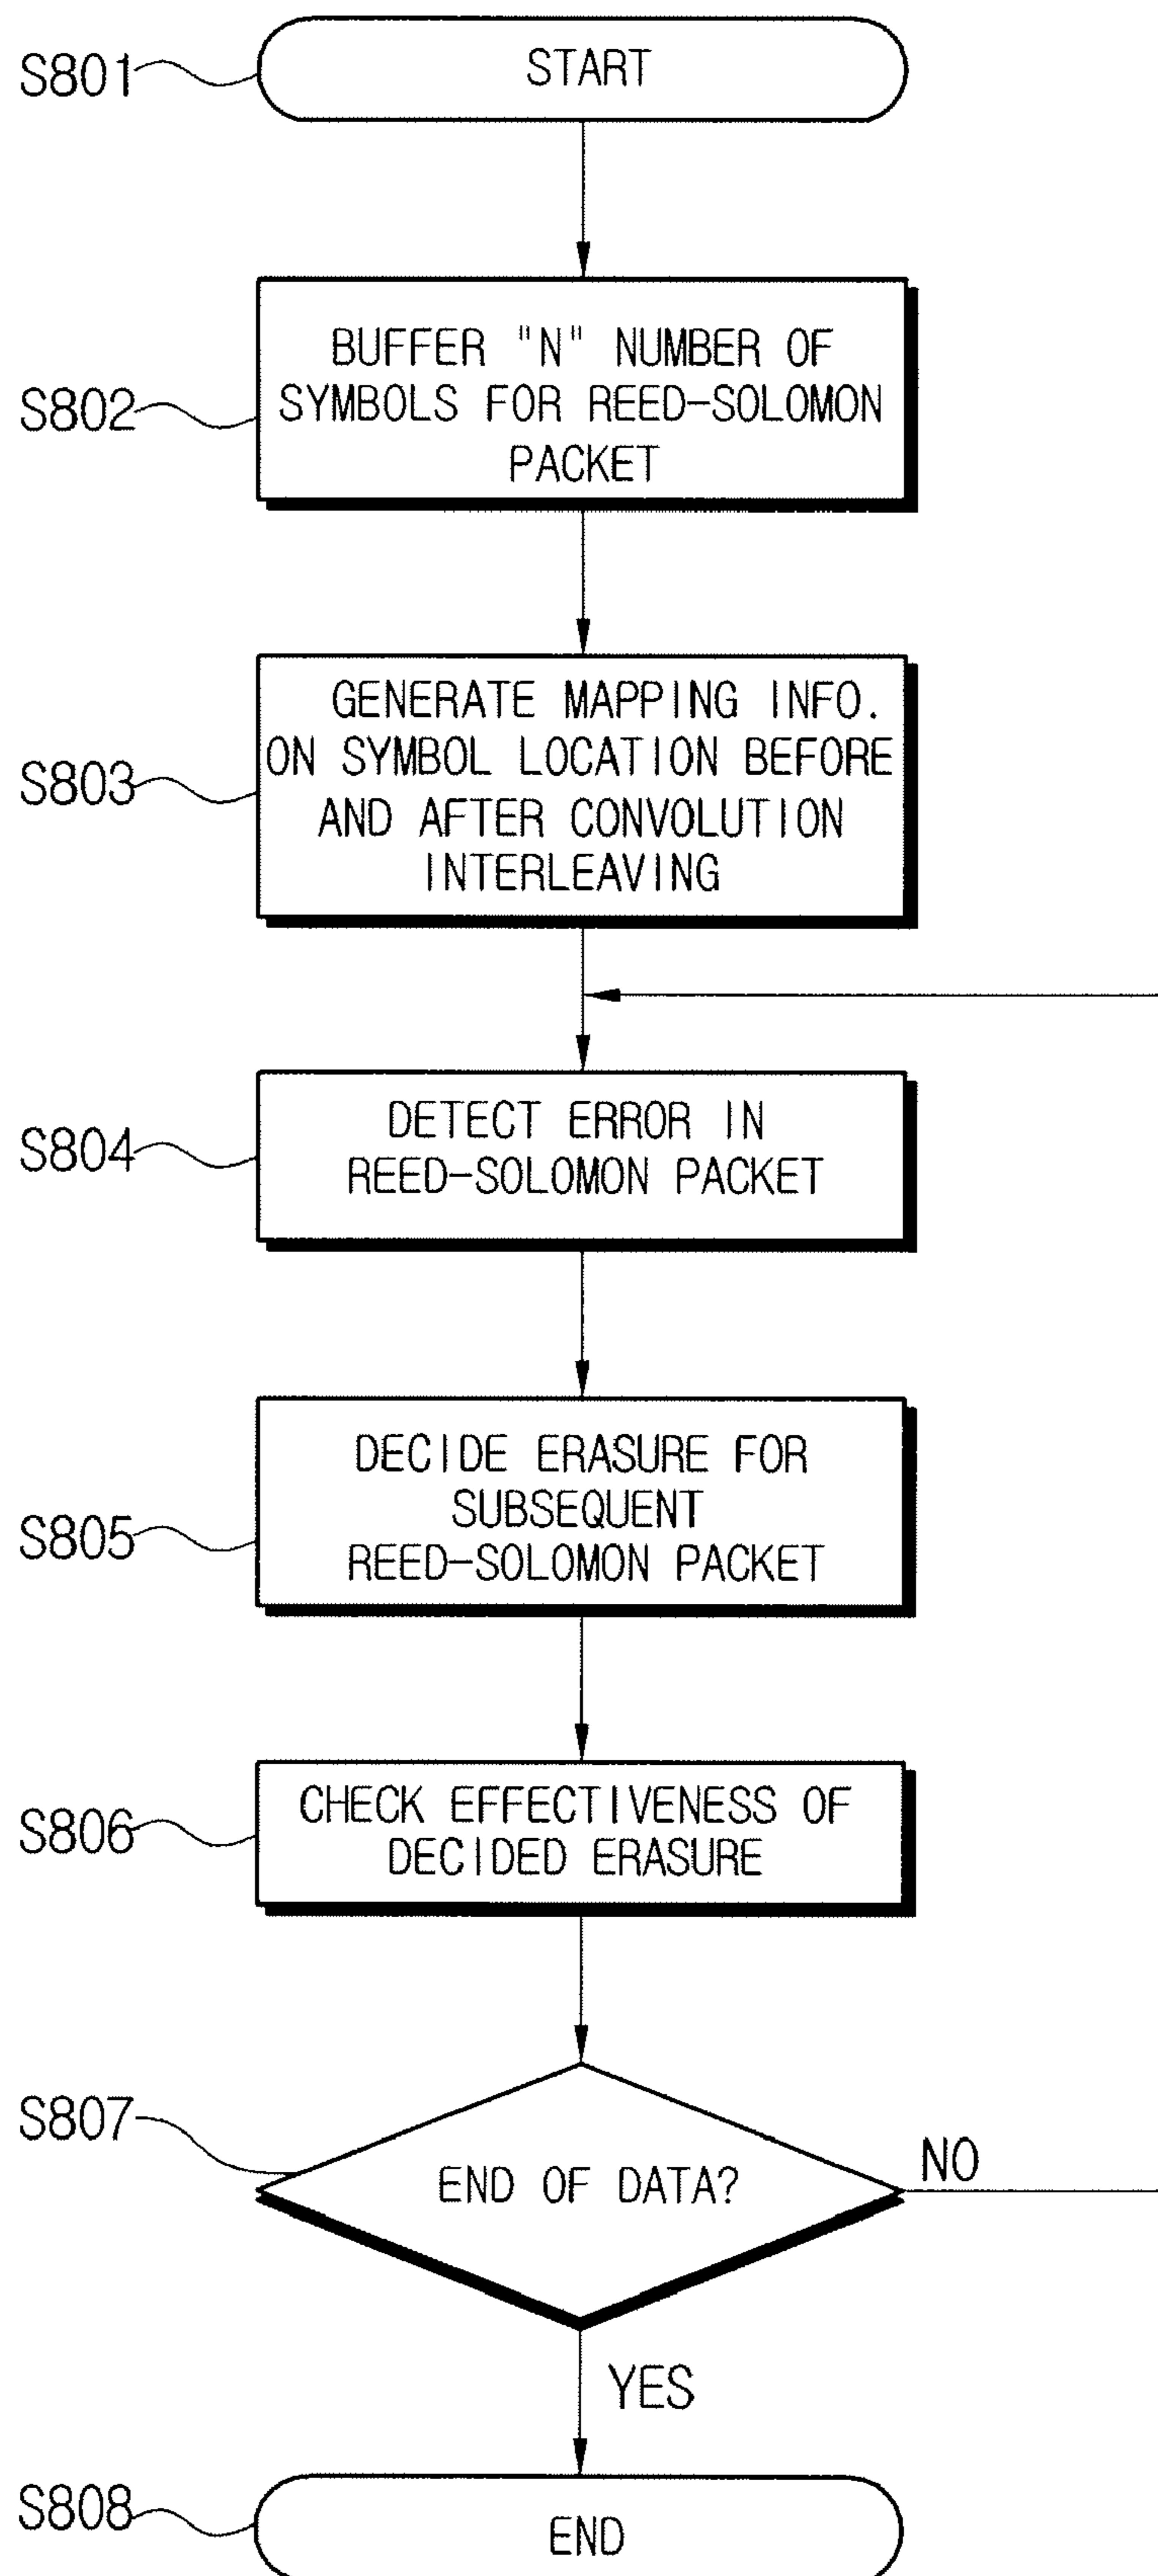 S801
START
S802
BUFFER "N" NUMBER OF
SYMBOLS FOR REED-SOLOMON
PACKET
S803
GENERATE MAPPING INFO.
ON SYMBOL LOCATION BEFORE
AND AFTER CONVOLUTION
INTERLEAVING
S804
DETECT ERROR IN
REED-SOLOMON PACKET
S805
DECIDE ERASURE FOR
SUBSEQUENT
REED-SOLOMON PACKET
S806
CHECK EFFECTIVENESS OF
DECIDED ERASURE
S807
END OF DATA?
NO
YES
S808
END